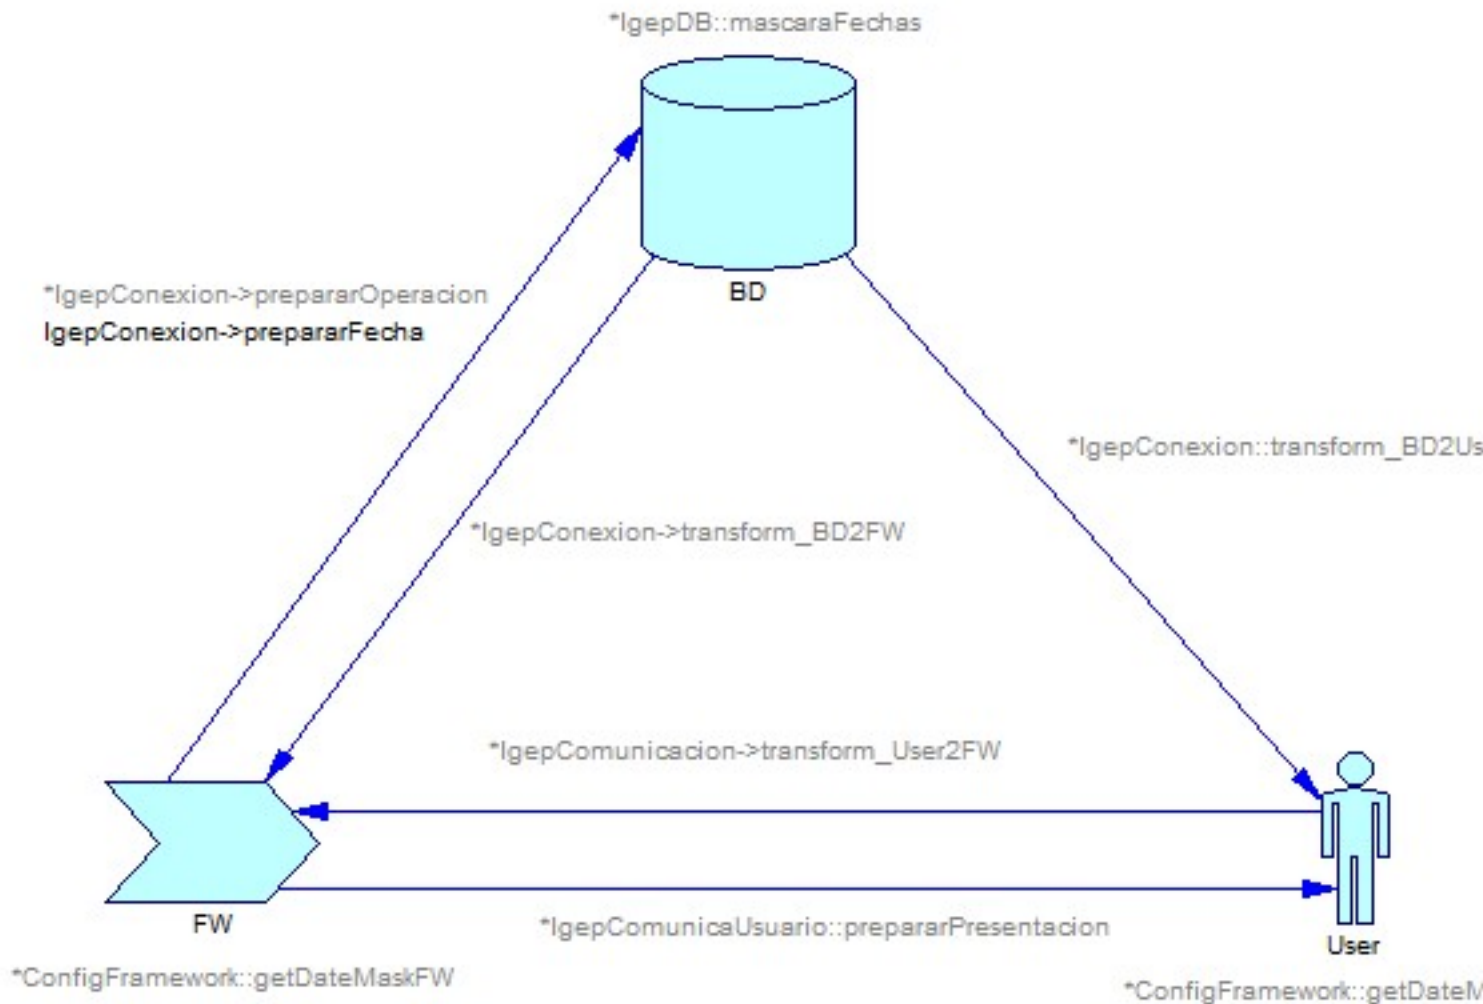 *IgepDB::mascaraFechas
BD
*IgepConexion->prepararOperacion
IgepConexion->prepararFecha
*IgepConexion::transform_BD2Us
*IgepConexion->transform_BD2FW
*IgepComunicacion->transform_User2FW
FW
*IgepComunicaUsuario::prepararPresentacion
User
*ConfigFramework::getDateMaskFW
*ConfigFramework::getDateM